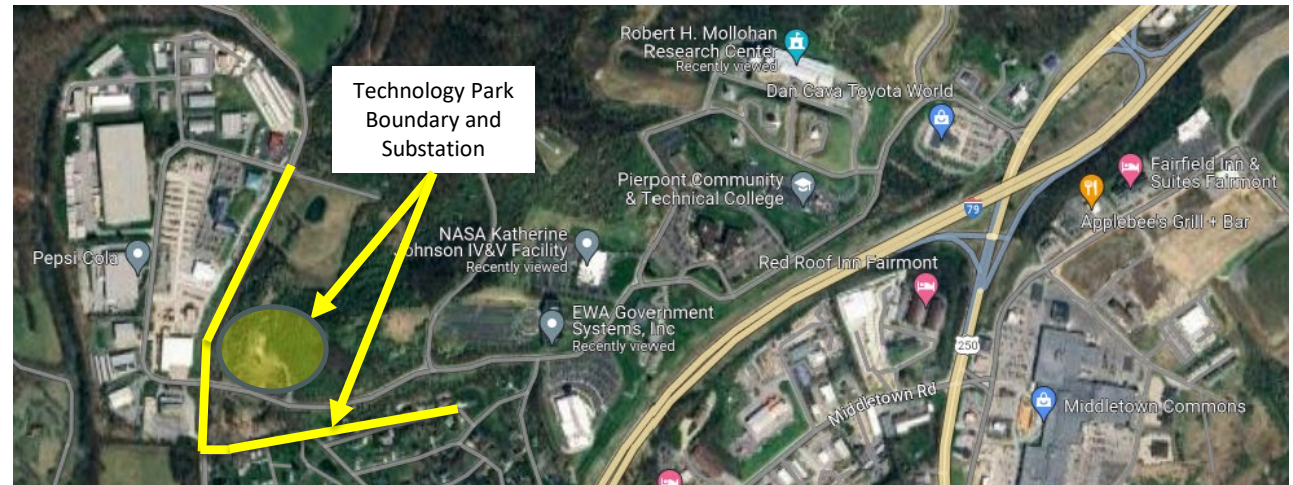 Technology Park
Boundary and
Substation
Robert H. Mollohan
Research Center
Recently viewed
Dan Cava Toyota World
Pierpont Community
& Technical College
79
Fairfield Inn &
Suites Fairmont
Applebee's Grill + Bar
Pepsi Cola
NASA Katherine
Johnson IV&V Facility
Recently viewed
Red Roof Inn Fairmont
EWA Government
Systems, Inc
Recently viewed
250
Middletown Rd
Middletown Commons